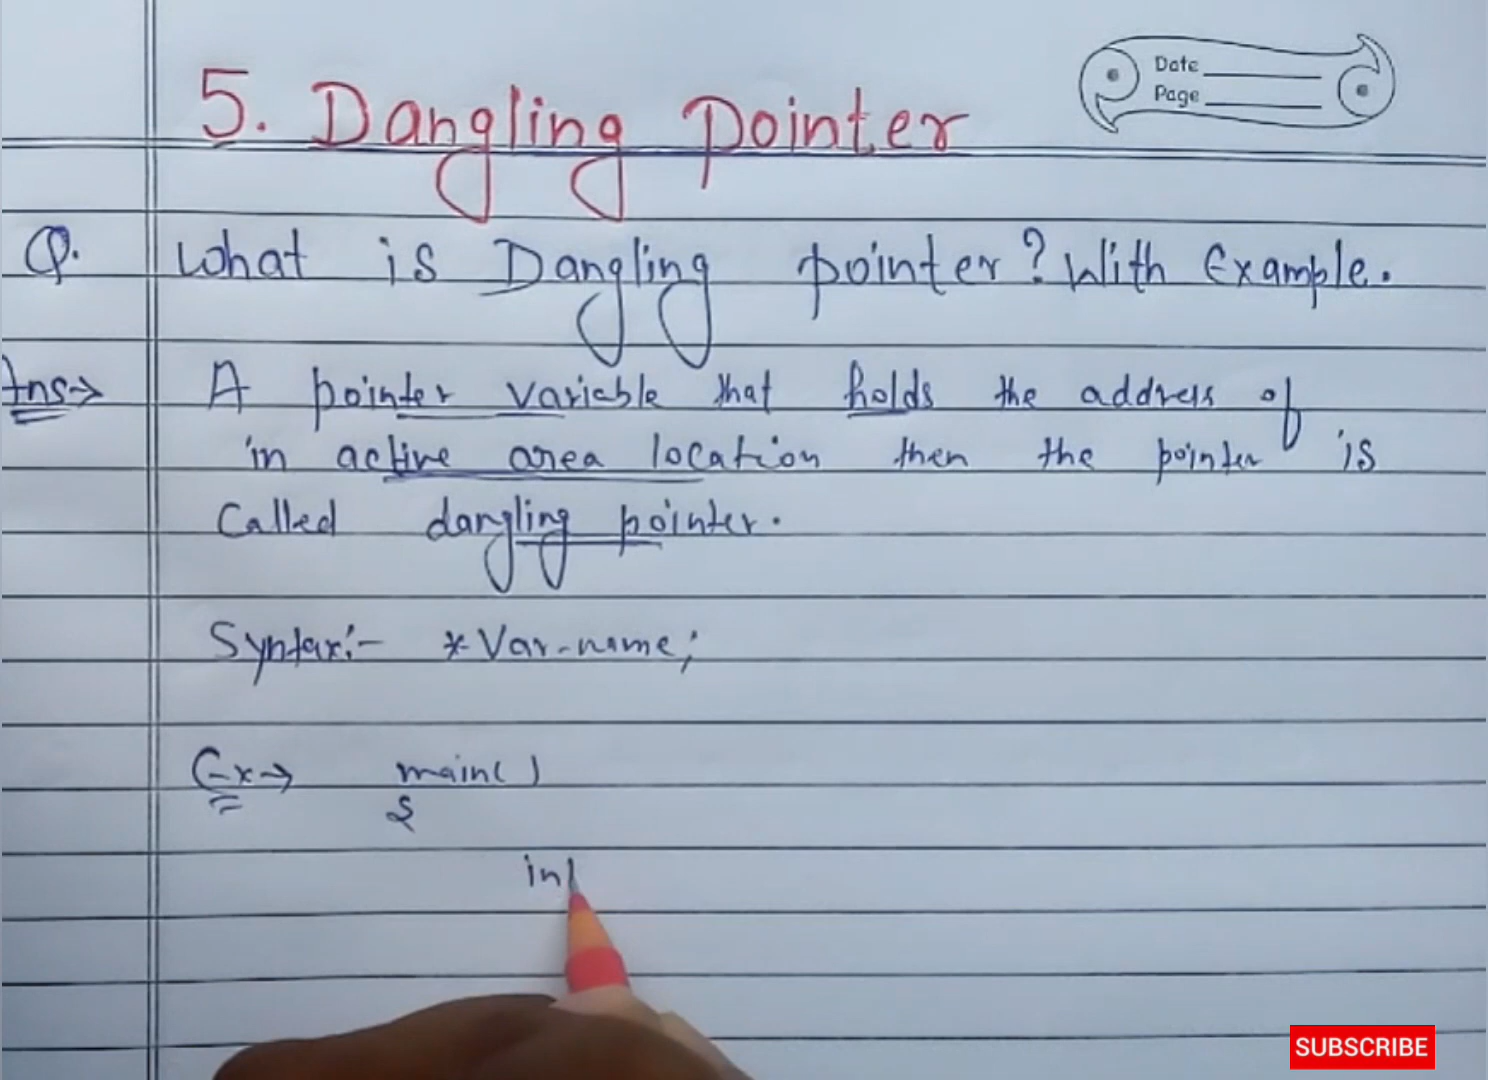 Date
Page
5. Dangling Pointer
Q. What is Dangling pointer? With Example.
Ans→ A pointer variable that holds the address of
in active area location then the pointer is
Called dangling pointer.
Syntax:- *Var-name;
Ex→ main( )
{
int
SUBSCRIBE